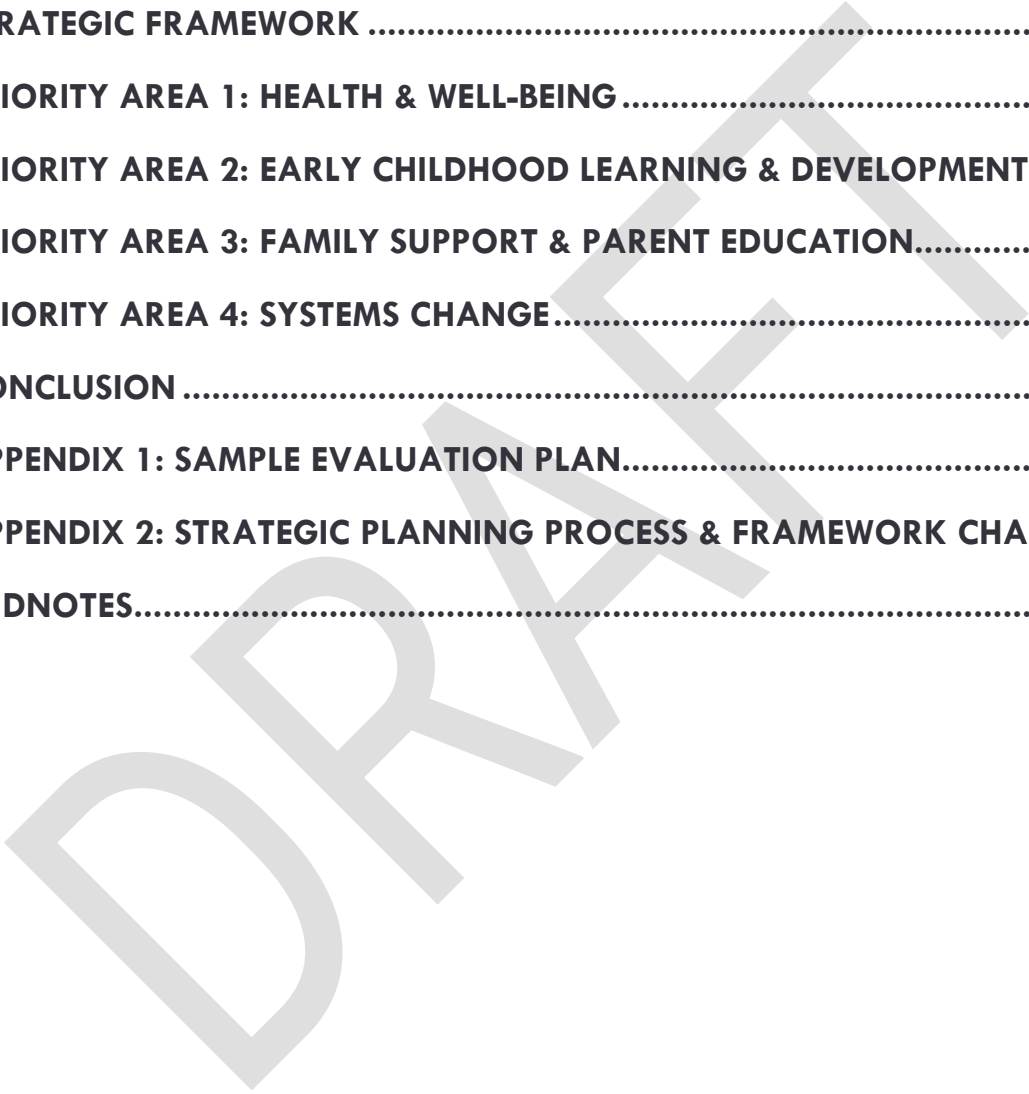 RATEGIC FRAMEWORK ....................................................................
IORITY AREA 1: HEALTH & WELL-BEING..........................................
IORITY AREA 2: EARLY CHILDHOOD LEARNING & DEVELOPMENT
IORITY AREA 3: FAMILY SUPPORT & PARENT EDUCATION............
IORITY AREA 4: SYSTEMS CHANGE.................................................
ONCLUSION .......................................................................................
PPENDIX 1: SAMPLE EVALUATION PLAN..........................................
PPENDIX 2: STRATEGIC PLANNING PROCESS & FRAMEWORK CHA
DNOTES.............................................................................................
DRAFT